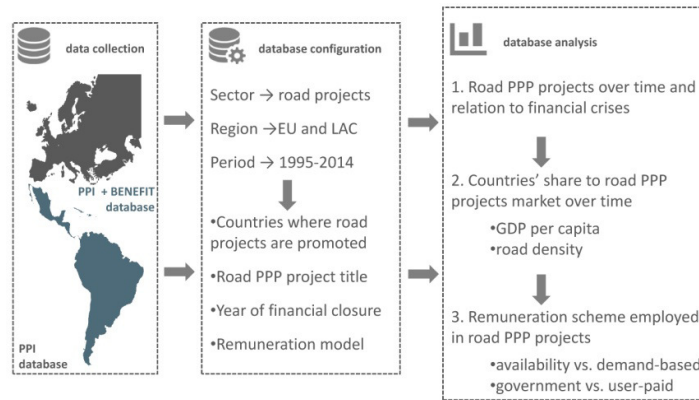 data collection
PPI + BENEFIT
database
PPI
database
database configuration
Sector → road projects
Region →EU and LAC
Period → 1995-2014
•Countries where road
projects are promoted
•Road PPP project title
•Year of financial closure
•Remuneration model
database analysis
1. Road PPP projects over time and
relation to financial crises
2. Countries' share to road PPP
projects market over time
•GDP per capita
•road density
3. Remuneration scheme employed
in road PPP projects
•availability vs. demand-based
•government vs. user-paid